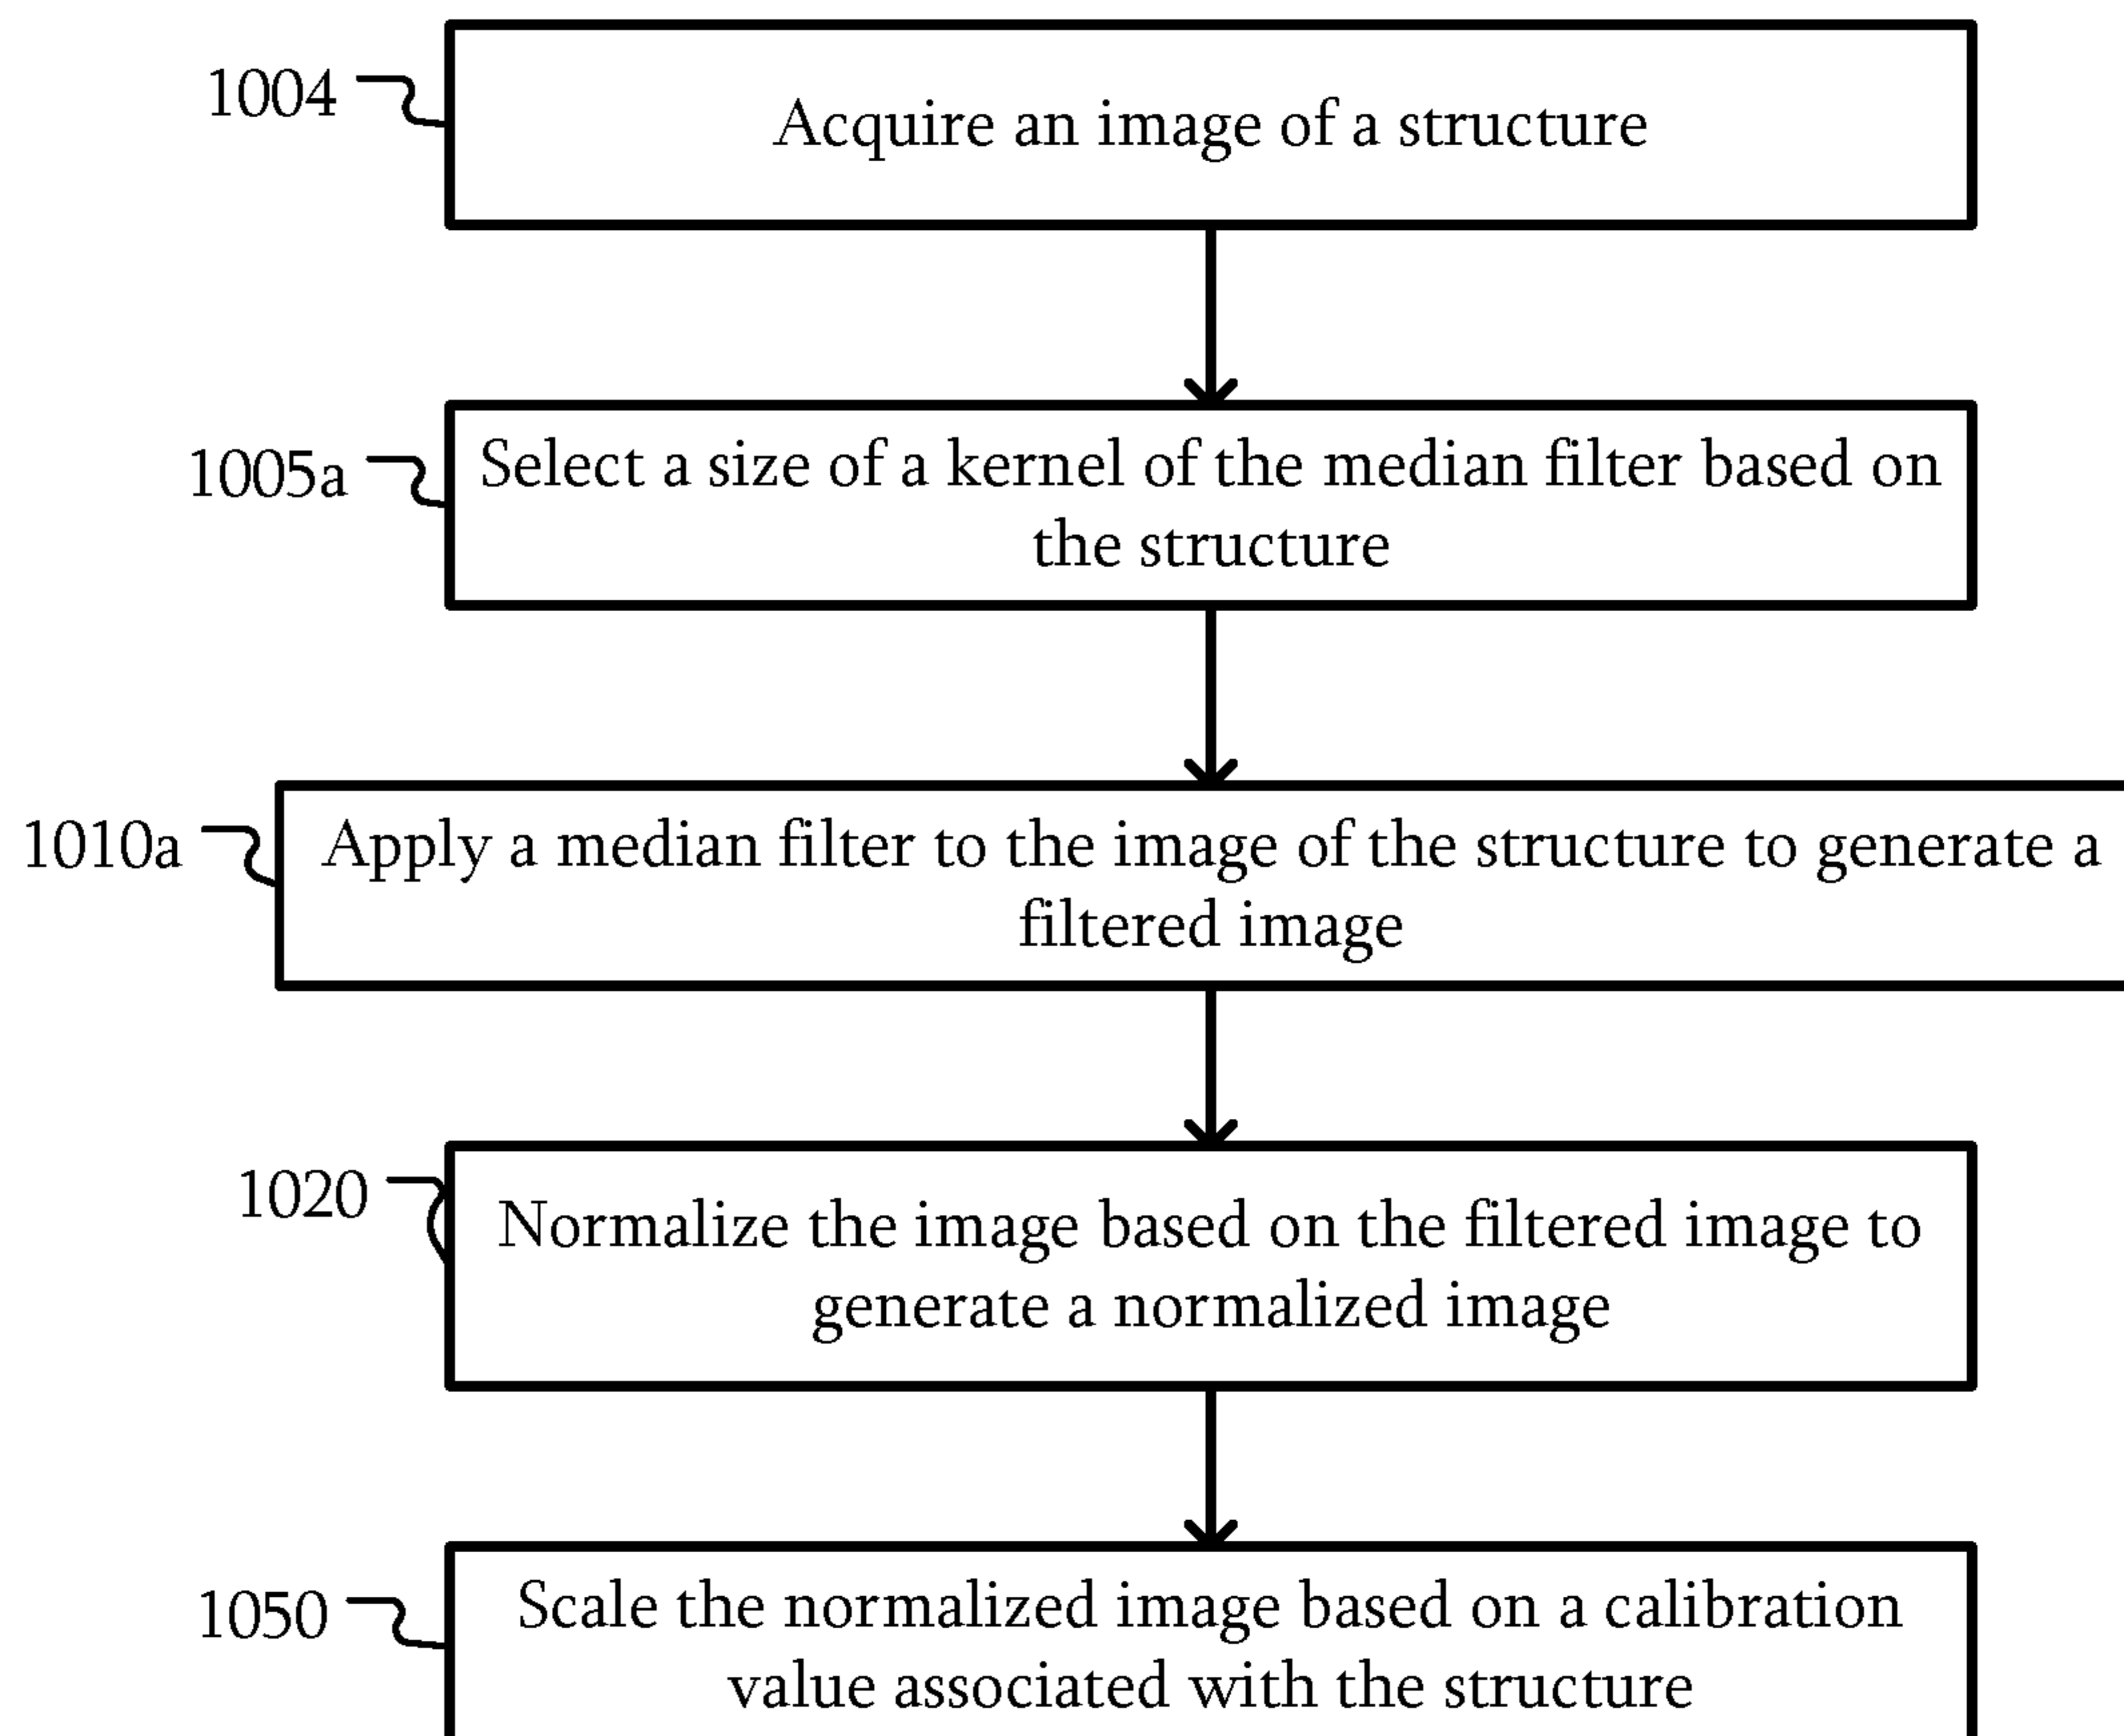 1004
Acquire an image of a structure
1005a
Select a size of a kernel of the median filter based on
the structure
1010a
Apply a median filter to the image of the structure to generate a
filtered image
1020
Normalize the image based on the filtered image to
generate a normalized image
1050
Scale the normalized image based on a calibration
value associated with the structure